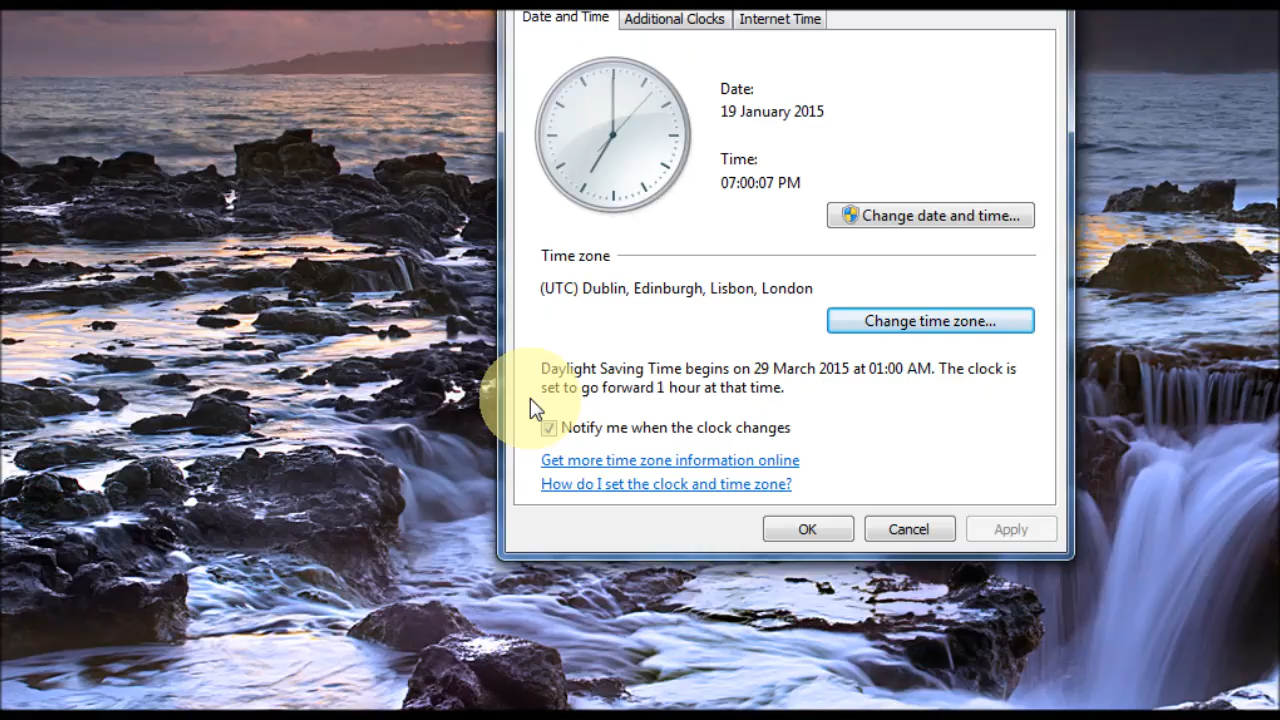 Date and Time
Additional Clocks
Internet Time
Date:
19 January 2015
Time:
07:00:07 PM
Change date and time...
Time zone
(UTC) Dublin, Edinburgh, Lisbon, London
Change time zone...
Daylight Saving Time begins on 29 March 2015 at 01:00 AM. The clock is
set to go forward 1 hour at that time.
Notify me when the clock changes
Get more time zone information online
How do I set the clock and time zone?
OK
Cancel
Apply